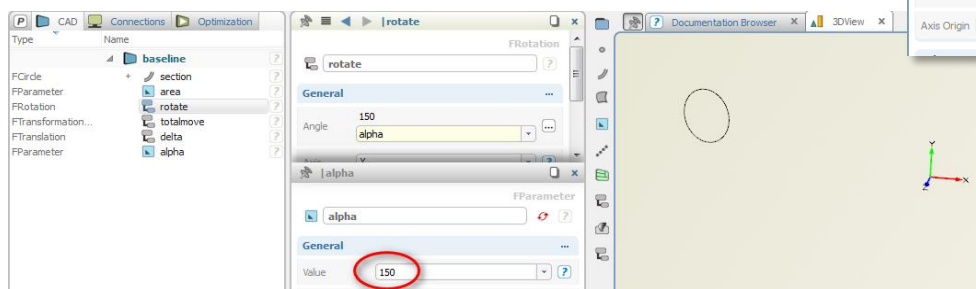 P CAD Connections Optimization
Type Name
baseline ?
FCircle + section ?
FParameter area ?
FRotation rotate ?
FTransformation... totalmove ?
FTranslation delta ?
FParameter alpha ?
|rotate
FRotation
rotate ?
General ...
150
Angle alpha ...
|alpha
FParameter
alpha ?
General ...
Value 150 ?
? Documentation Browser x 3DView x
Axis Origin
Y
X
Z